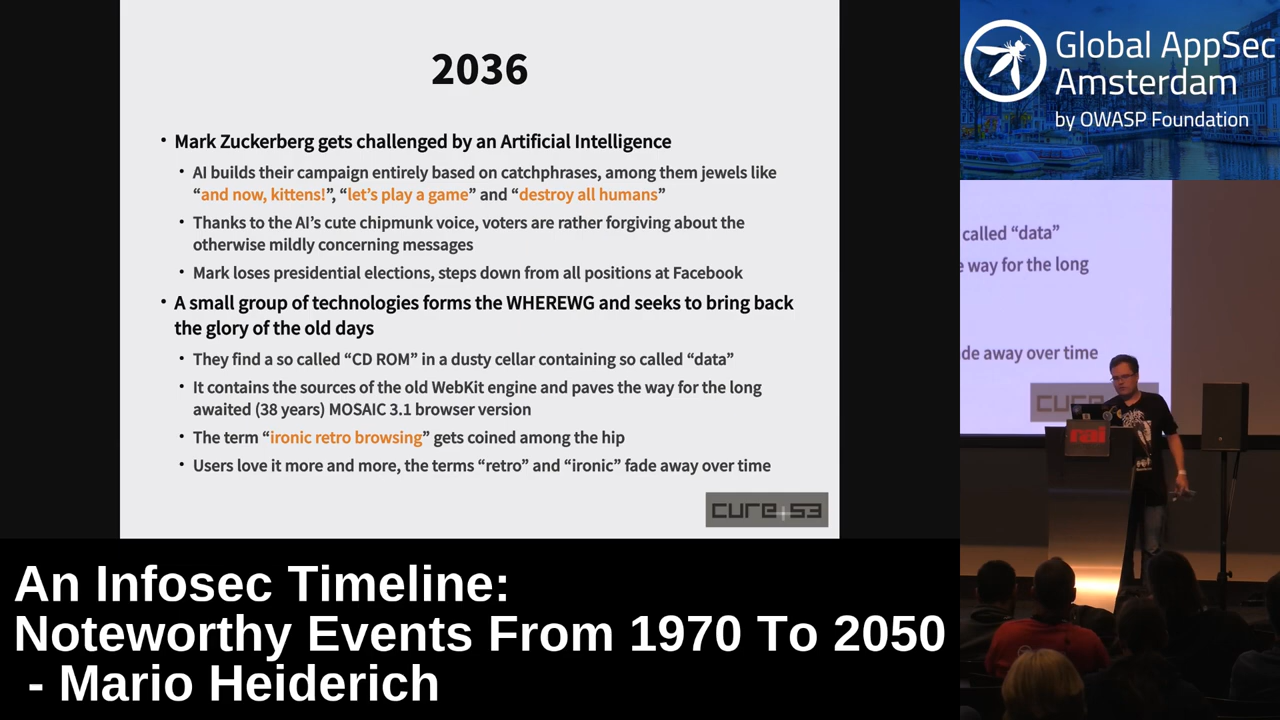 2036
• Mark Zuckerberg gets challenged by an Artificial Intelligence
• AI builds their campaign entirely based on catchphrases, among them jewels like
“and now, kittens!”, “let’s play a game” and “destroy all humans”
• Thanks to the AI’s cute chipmunk voice, voters are rather forgiving about the
otherwise mildly concerning messages
• Mark loses presidential elections, steps down from all positions at Facebook
• A small group of technologies forms the WHEREWG and seeks to bring back
the glory of the old days
• They find a so called “CD ROM” in a dusty cellar containing so called “data”
• It contains the sources of the old WebKit engine and paves the way for the long
awaited (38 years) MOSAIC 3.1 browser version
• The term “ironic retro browsing” gets coined among the hip
• Users love it more and more, the terms “retro” and “ironic” fade away over time
cure+53
Global AppSec
Amsterdam
by OWASP Foundation
called “data”
e way for the long
de away over time
cure
rai
An Infosec Timeline:
Noteworthy Events From 1970 To 2050
- Mario Heiderich